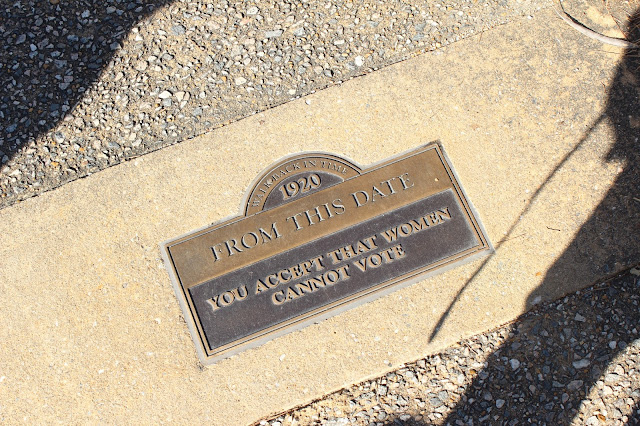 WALK BACK IN TIME
1920
FROM THIS DATE
YOU ACCEPT THAT WOMEN
CANNOT VOTE